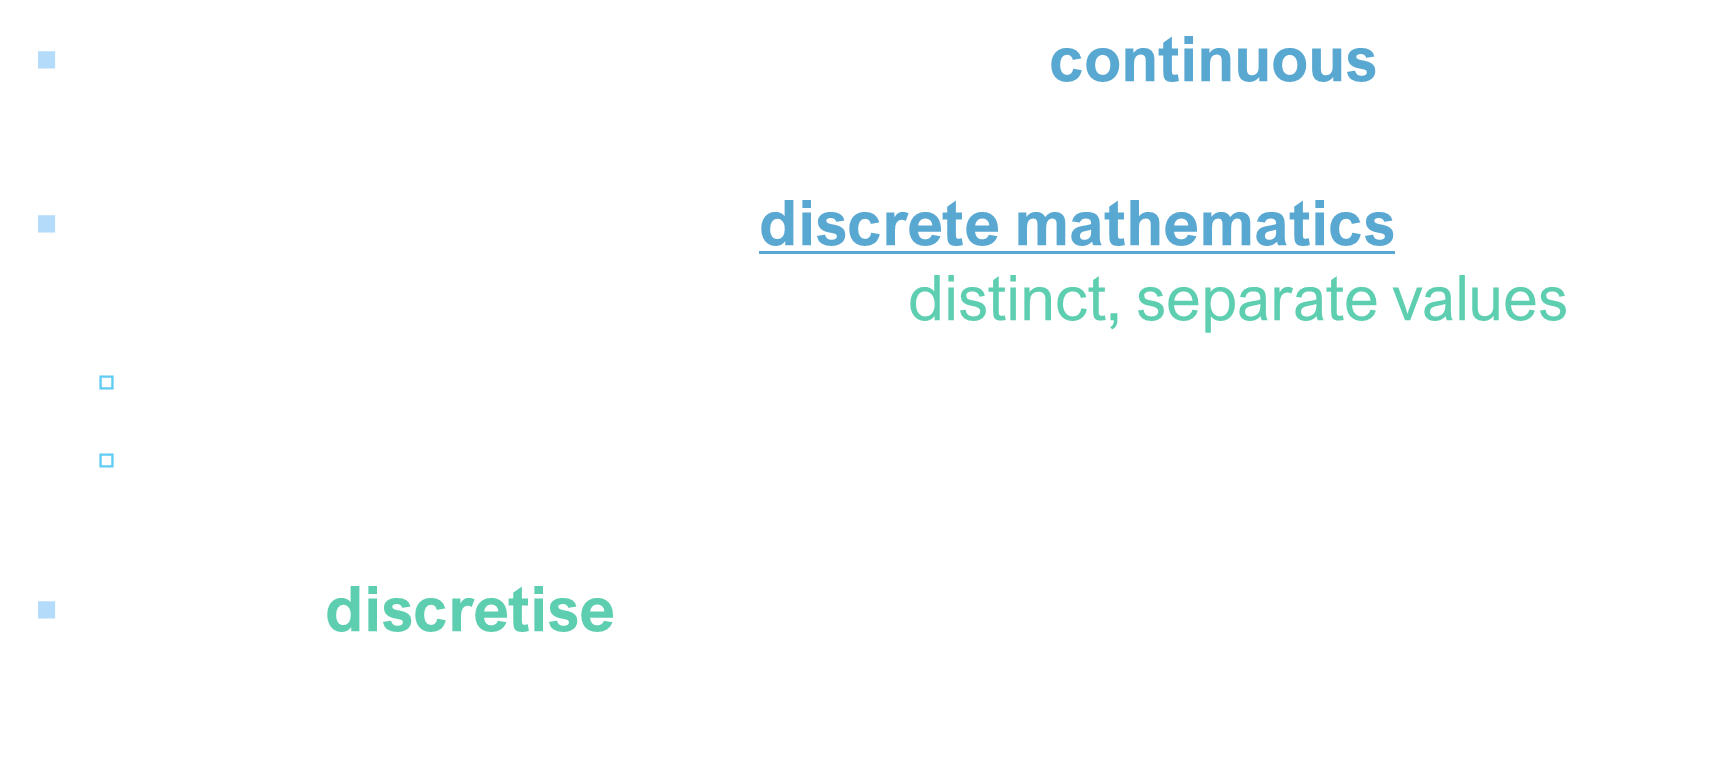 continuous
discrete mathematics
distinct, separate values
discretise